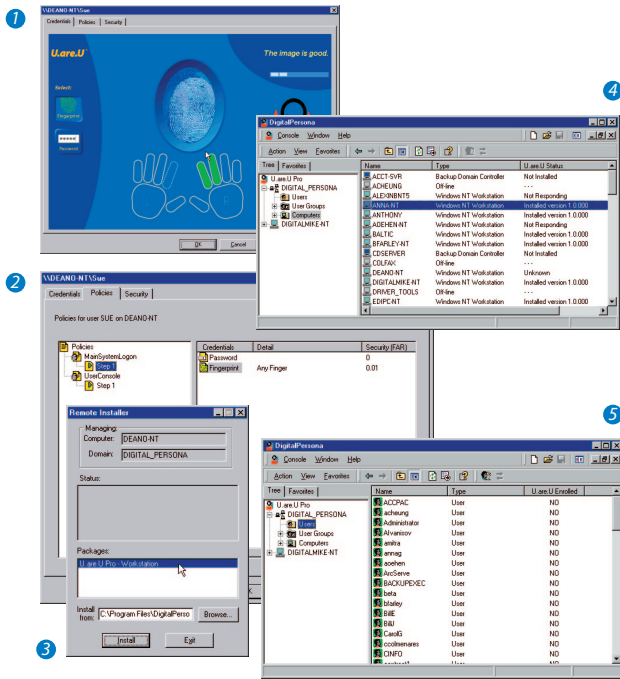 1
\\DEANO-NT\Sue
Credentials Policies Security
U.are.U
The image is good.
Select:
Fingerprint
Password
OK Cancel
4
DigitalPersona
Console Window Help
Action View Favorites
Tree Favorites
U.are.U Pro
DIGITAL_PERSONA
Users
User Groups
Computers
DIGITALMIKE-NT
Name Type U.are.U Status
ACCT-SVR Backup Domain Controller Not Installed
ACHEUNG Off-line - - -
ALEXINBNT5 Windows NT Workstation Not Responding
ANNA-NT Windows NT Workstation Installed version 1.0.000
ANTHONY Windows NT Workstation Installed version 1.0.000
AOEHEN-NT Windows NT Workstation Not Responding
BALTIC Windows NT Workstation Installed version 1.0.000
BFARLEY-NT Windows NT Workstation Installed version 1.0.000
CDSERVER Backup Domain Controller Not Installed
COLFAX Off-line - - -
DEANO-NT Windows NT Workstation Unknown
DIGITALMIKE-NT Windows NT Workstation Installed version 1.0.000
DRIVER_TOOLS Off-line - - -
EDIPC-NT Windows NT Workstation Installed version 1.0.000
2
\\DEANO-NT\Sue
Credentials Policies Security
Policies for user SUE on DEANO-NT
Policies
MainSystemLogon
Step 1
UserConsole
Step 1
Credentials Detail Security (FAR)
Password 0
Fingerprint Any Finger 0.01
3
Remote Installer
Managing:
Computer: DEANO-NT
Domain: DIGITAL_PERSONA
Status:
Packages:
U.are.U Pro - Workstation
Install from: C:\Program Files\DigitalPerso Browse...
Install Exit
5
DigitalPersona
Console Window Help
Action View Favorites
Tree Favorites
U.are.U Pro
DIGITAL_PERSONA
Users
User Groups
Computers
DIGITALMIKE-NT
Name Type U.are.U Enrolled
ACCPAC User NO
acheung User NO
Administrator User NO
Alvanisov User NO
amitra User NO
annag User NO
aoehen User NO
ArcServe User NO
BACKUPEXEC User NO
beta User NO
bfarley User NO
BillE User NO
BillJ User NO
CarolG User NO
ccolmenares User NO
CINFO User NO